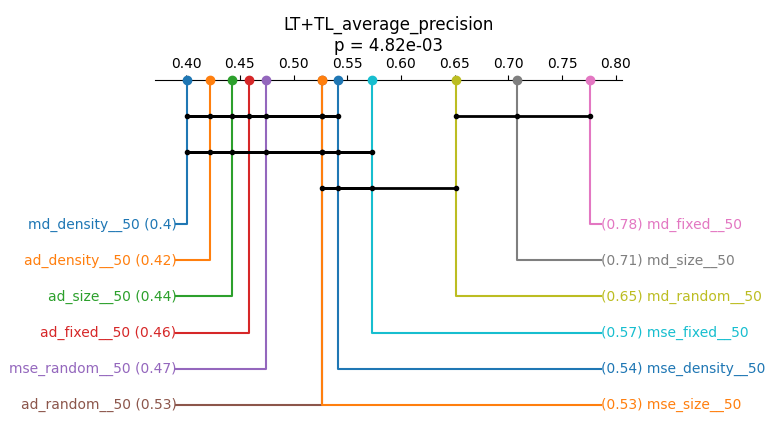 LT+TL_average_precision
p = 4.82e-03
0.40 0.45 0.50 0.55 0.60 0.65 0.70 0.75 0.80
md_density__50 (0.4) (0.78) md_fixed__50
ad_density__50 (0.42) (0.71) md_size__50
ad_size__50 (0.44) (0.65) md_random__50
ad_fixed__50 (0.46) (0.57) mse_fixed__50
mse_random__50 (0.47) (0.54) mse_density__50
ad_random__50 (0.53) (0.53) mse_size__50